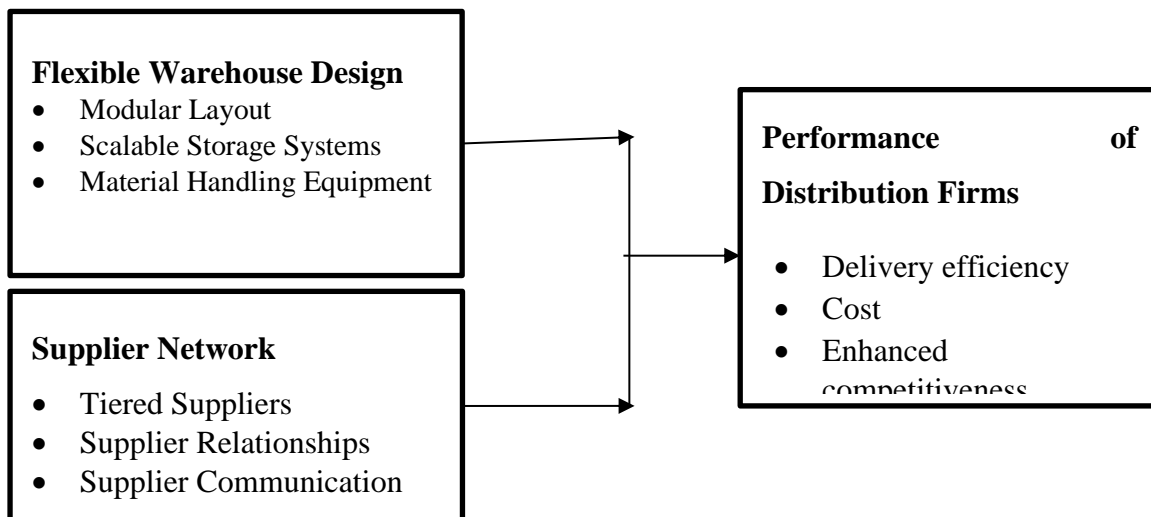 Flexible Warehouse Design
• Modular Layout
• Scalable Storage Systems
• Material Handling Equipment
Supplier Network
• Tiered Suppliers
• Supplier Relationships
• Supplier Communication
Performance of
Distribution Firms
• Delivery efficiency
• Cost
• Enhanced
competitiveness